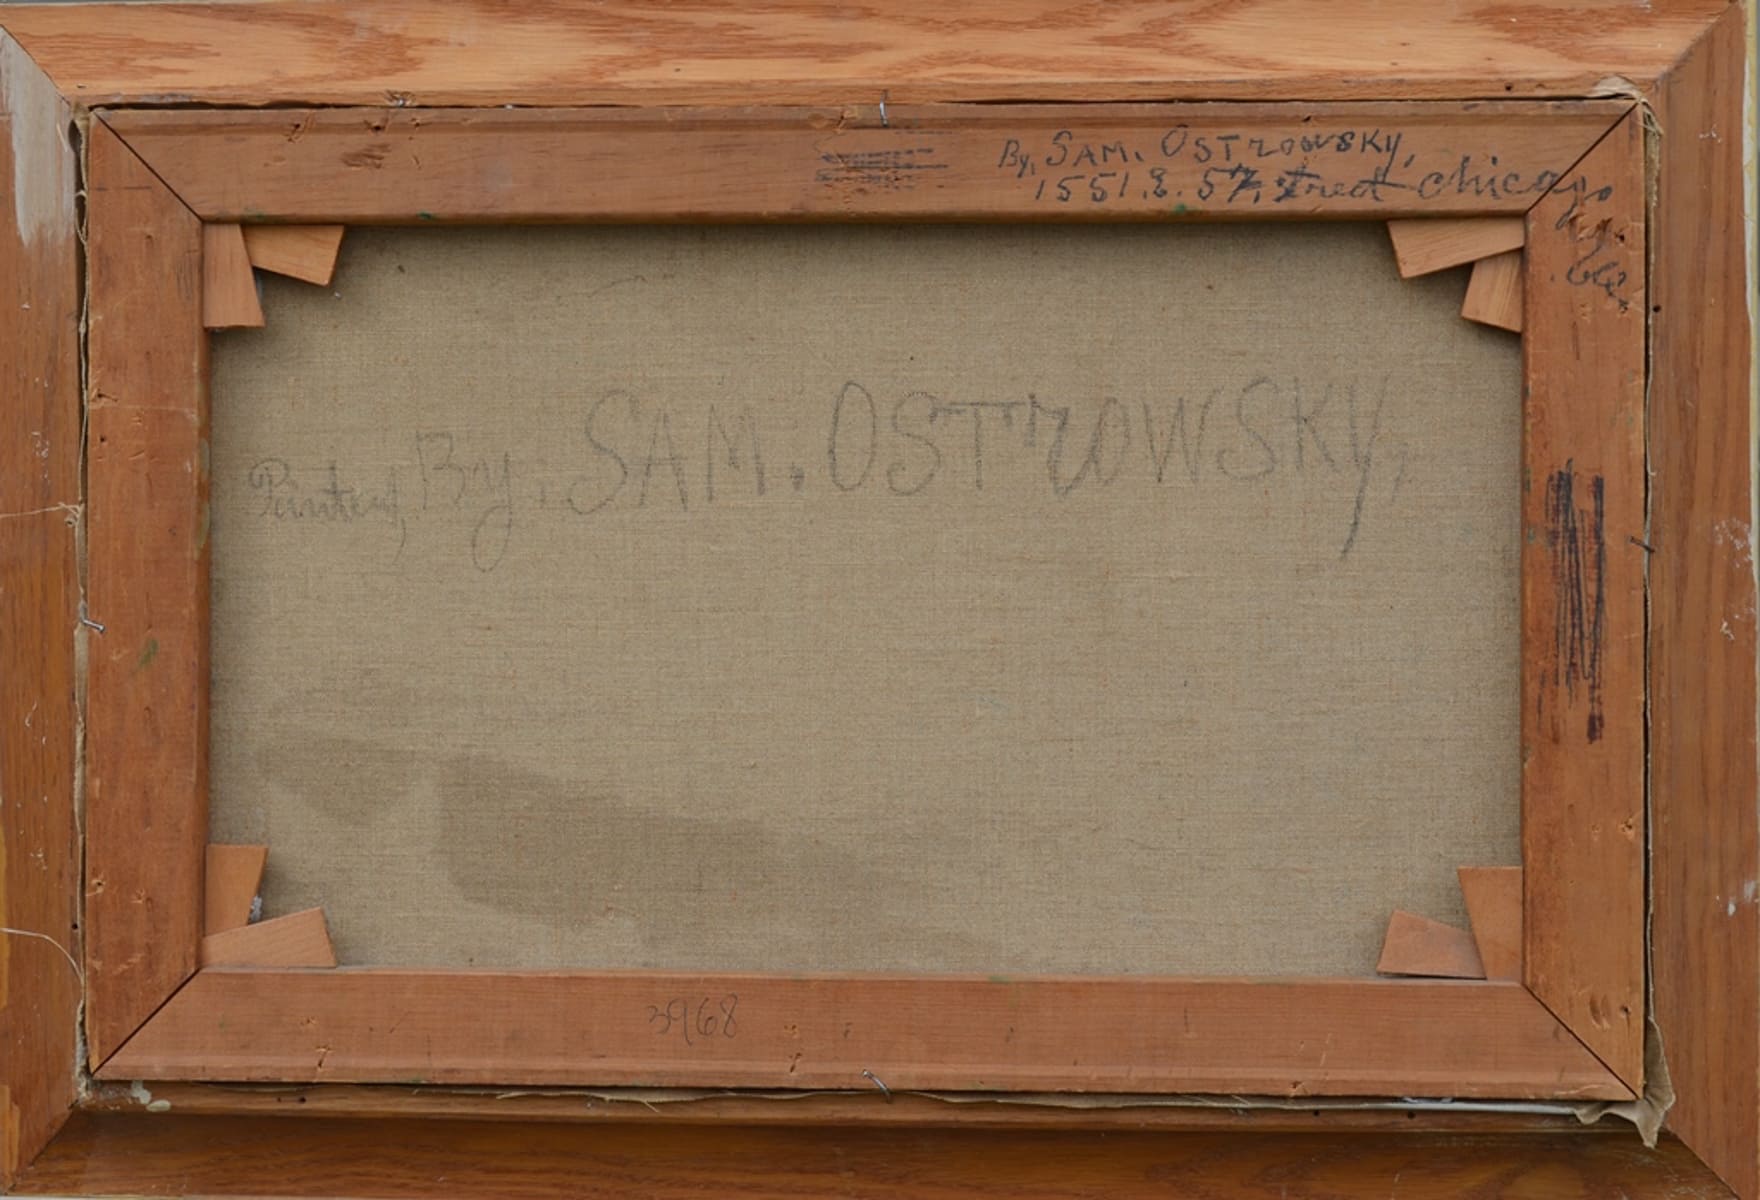 By, SAM. OSTROWSKY,
1551. E. 57, street Chicago
Painted, By, SAM. OSTROWSKY,
3968